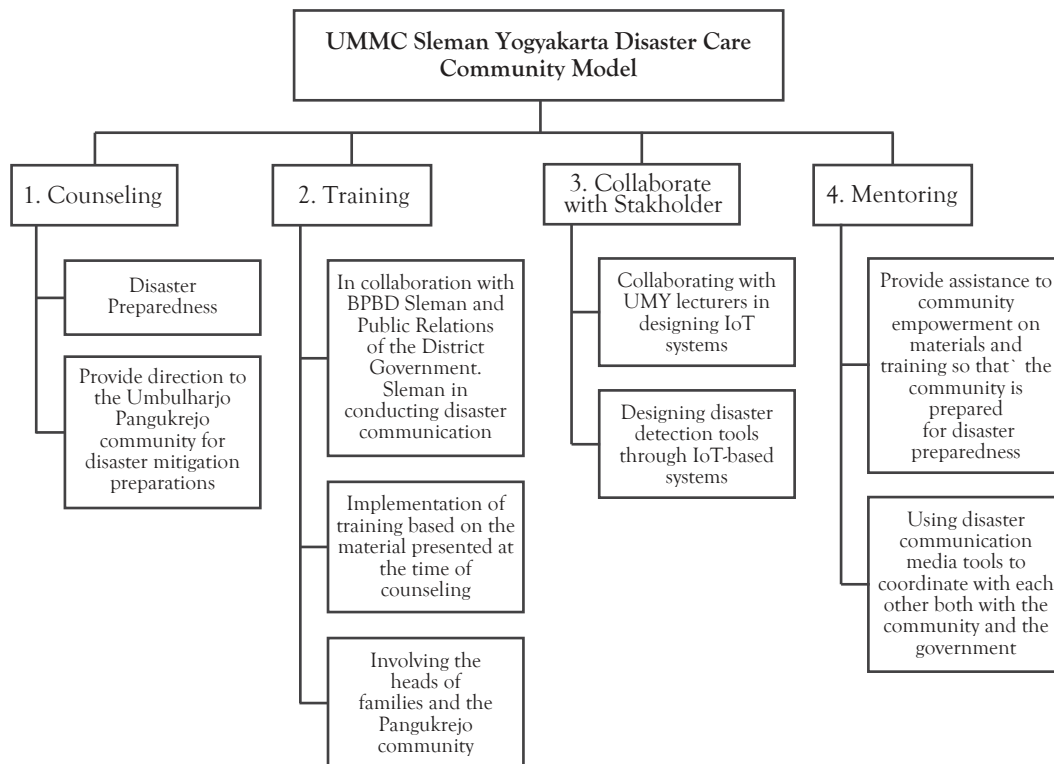 UMMC Sleman Yogyakarta Disaster Care
Community Model
1. Counseling
Disaster
Preparedness
Provide direction to
the Umbulharjo
Pangukrejo
community for
disaster mitigation
preparations
2. Training
In collaboration with
BPBD Sleman and
Public Relations
of the District
Government.
Sleman in
conducting disaster
communication
Implementation of
training based on the
material presented at
the time of
counseling
Involving the
heads of
families and the
Pangukrejo
community
3. Collaborate
with Stakholder
Collaborating with
UMY lecturers in
designing IoT
systems
Designing disaster
detection tools
through IoT-based
systems
4. Mentoring
Provide assistance to
community
empowerment on
materials and
training so that` the
community is
prepared
for disaster
preparedness
Using disaster
communication
media tools to
coordinate with each
other both with the
community and the
government